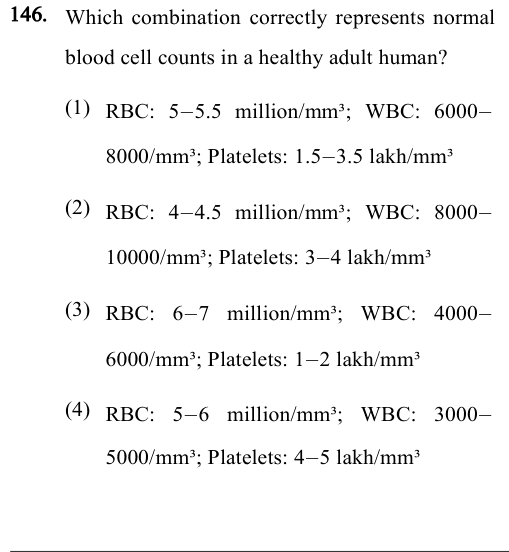 146. Which combination correctly represents normal
blood cell counts in a healthy adult human?
(1) RBC: 5–5.5 million/mm³; WBC: 6000–
8000/mm³; Platelets: 1.5–3.5 lakh/mm³
(2) RBC: 4–4.5 million/mm³; WBC: 8000–
10000/mm³; Platelets: 3–4 lakh/mm³
(3) RBC: 6–7 million/mm³; WBC: 4000–
6000/mm³; Platelets: 1–2 lakh/mm³
(4) RBC: 5–6 million/mm³; WBC: 3000–
5000/mm³; Platelets: 4–5 lakh/mm³